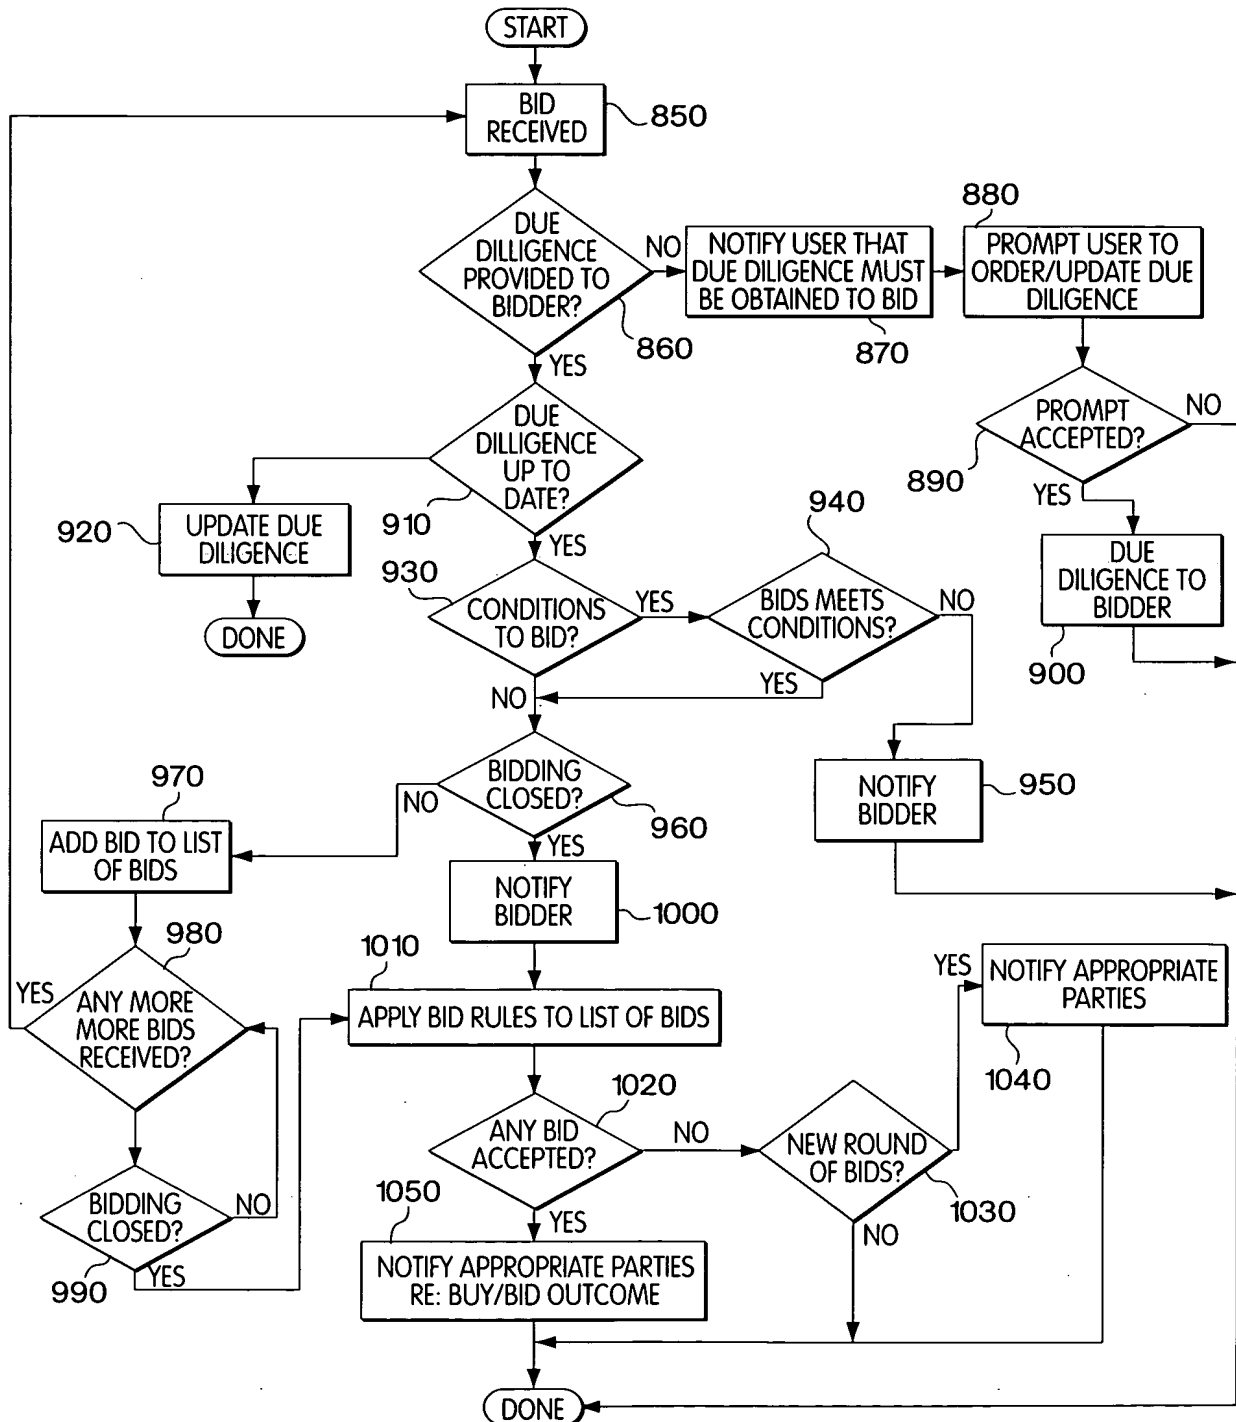 START
BID
RECEIVED
850
DUE
DILLIGENCE
PROVIDED TO
BIDDER?
860
NO
YES
NOTIFY USER THAT
DUE DILIGENCE MUST
BE OBTAINED TO BID
870
880
PROMPT USER TO
ORDER/UPDATE DUE
DILIGENCE
PROMPT
ACCEPTED?
890
NO
YES
DUE
DILIGENCE TO
BIDDER
900
DUE
DILLIGENCE
UP TO
DATE?
910
YES
920
UPDATE DUE
DILIGENCE
DONE
930
CONDITIONS
TO BID?
YES
NO
940
BIDS MEETS
CONDITIONS?
NO
YES
NOTIFY
BIDDER
950
BIDDING
CLOSED?
960
NO
YES
970
ADD BID TO LIST
OF BIDS
980
ANY MORE
MORE BIDS
RECEIVED?
YES
BIDDING
CLOSED?
990
NO
YES
NOTIFY
BIDDER
1000
1010
APPLY BID RULES TO LIST OF BIDS
1020
ANY BID
ACCEPTED?
NO
YES
NEW ROUND
OF BIDS?
1030
YES
NO
NOTIFY APPROPRIATE
PARTIES
1040
1050
NOTIFY APPROPRIATE PARTIES
RE: BUY/BID OUTCOME
DONE